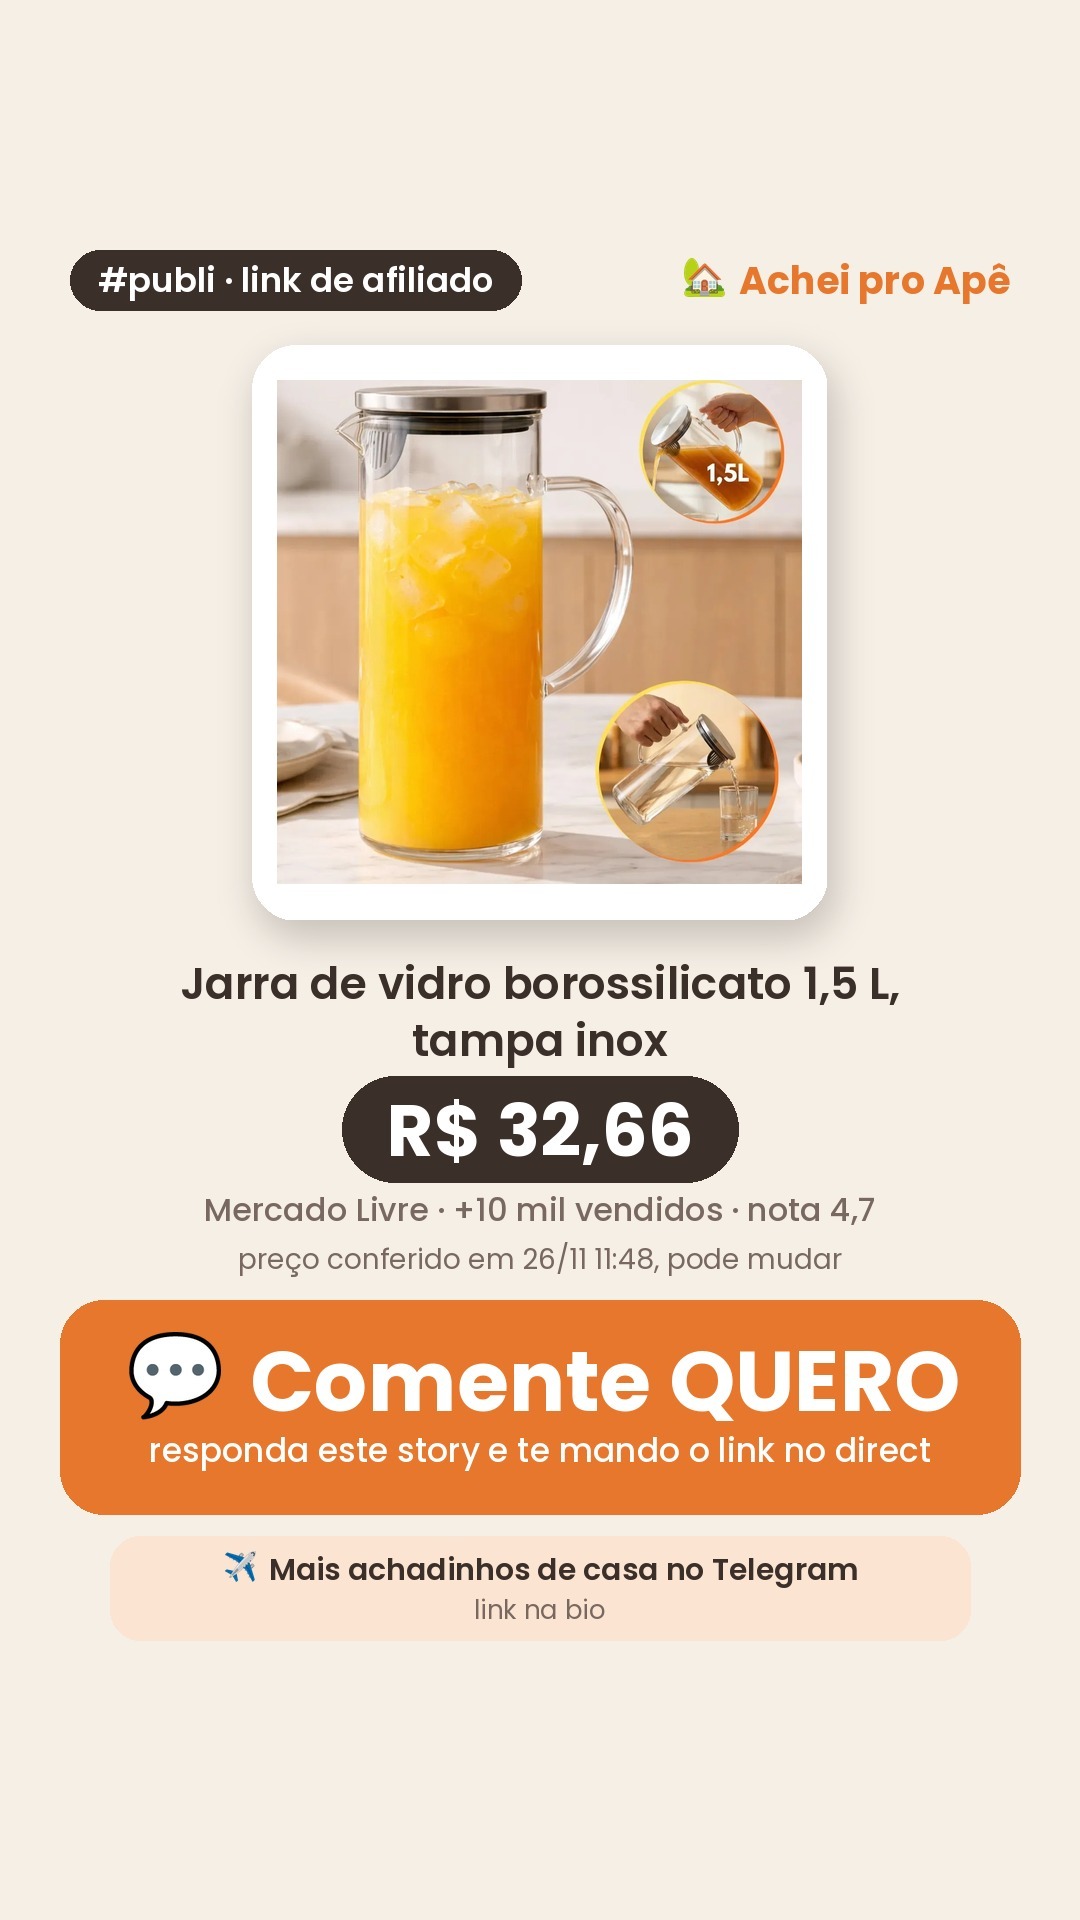 #publi · link de afiliado
Achei pro Apê
1,5L
Jarra de vidro borossilicato 1,5 L,
tampa inox
R$ 32,66
Mercado Livre · +10 mil vendidos · nota 4,7
preço conferido em 26/11 11:48, pode mudar
Comente QUERO
responda este story e te mando o link no direct
Mais achadinhos de casa no Telegram
link na bio